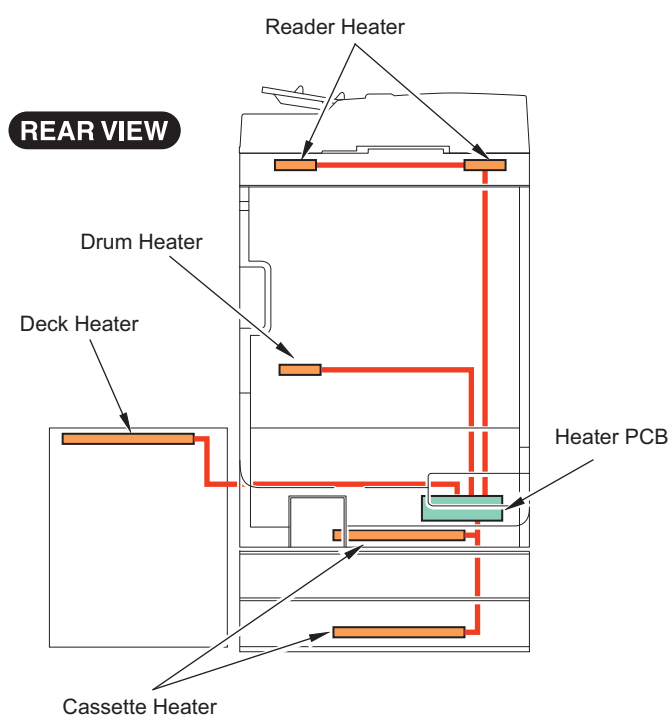 Reader Heater
REAR VIEW
Drum Heater
Deck Heater
Heater PCB
Cassette Heater